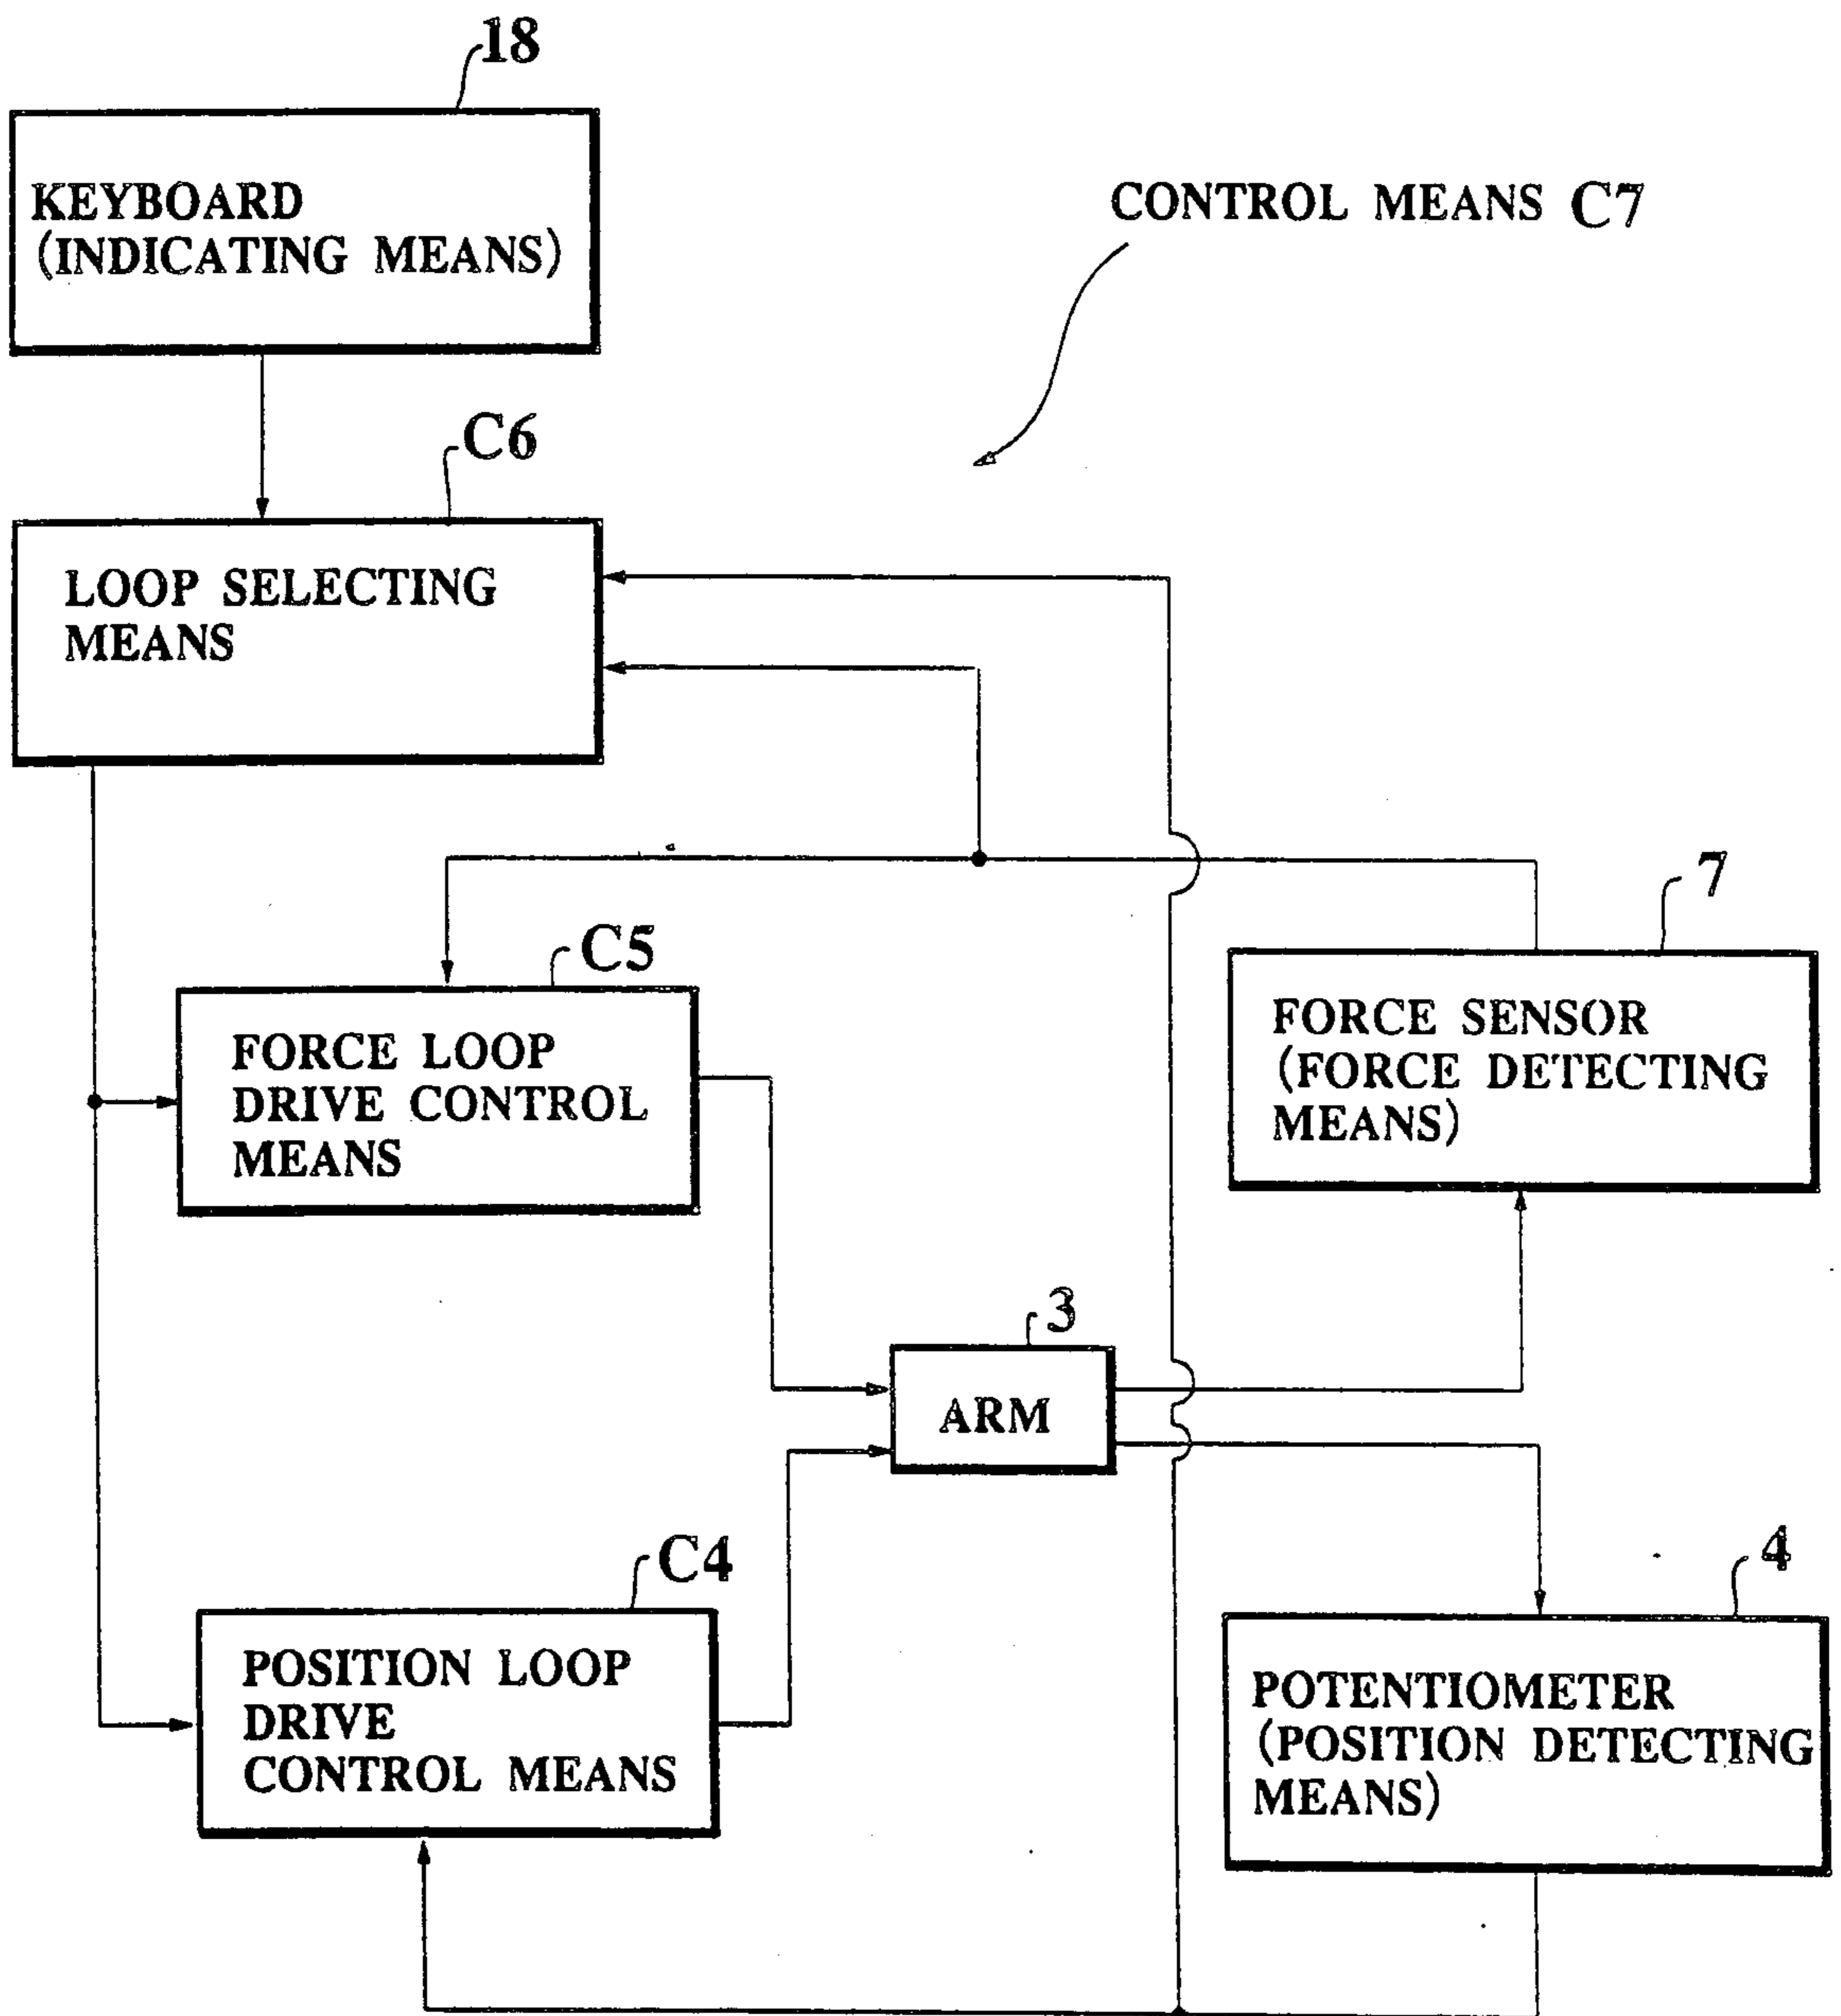 18
KEYBOARD
(INDICATING MEANS)
CONTROL MEANS C7
C6
LOOP SELECTING
MEANS
7
C5
FORCE SENSOR
(FORCE DETECTING
MEANS)
FORCE LOOP
DRIVE CONTROL
MEANS
3
ARM
C4
4
POSITION LOOP
DRIVE
CONTROL MEANS
POTENTIOMETER
(POSITION DETECTING
MEANS)